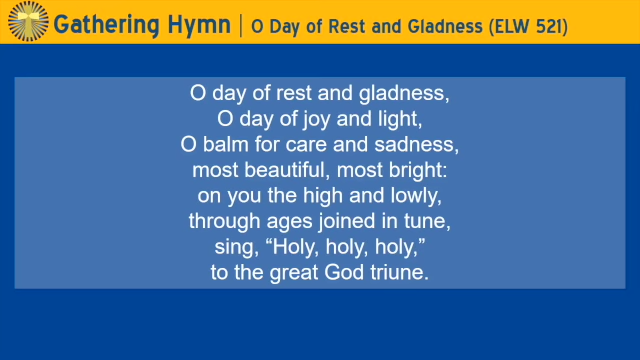 Gathering Hymn | O Day of Rest and Gladness (ELW 521)
O day of rest and gladness,
O day of joy and light,
O balm for care and sadness,
most beautiful, most bright:
on you the high and lowly,
through ages joined in tune,
sing, “Holy, holy, holy,”
to the great God triune.